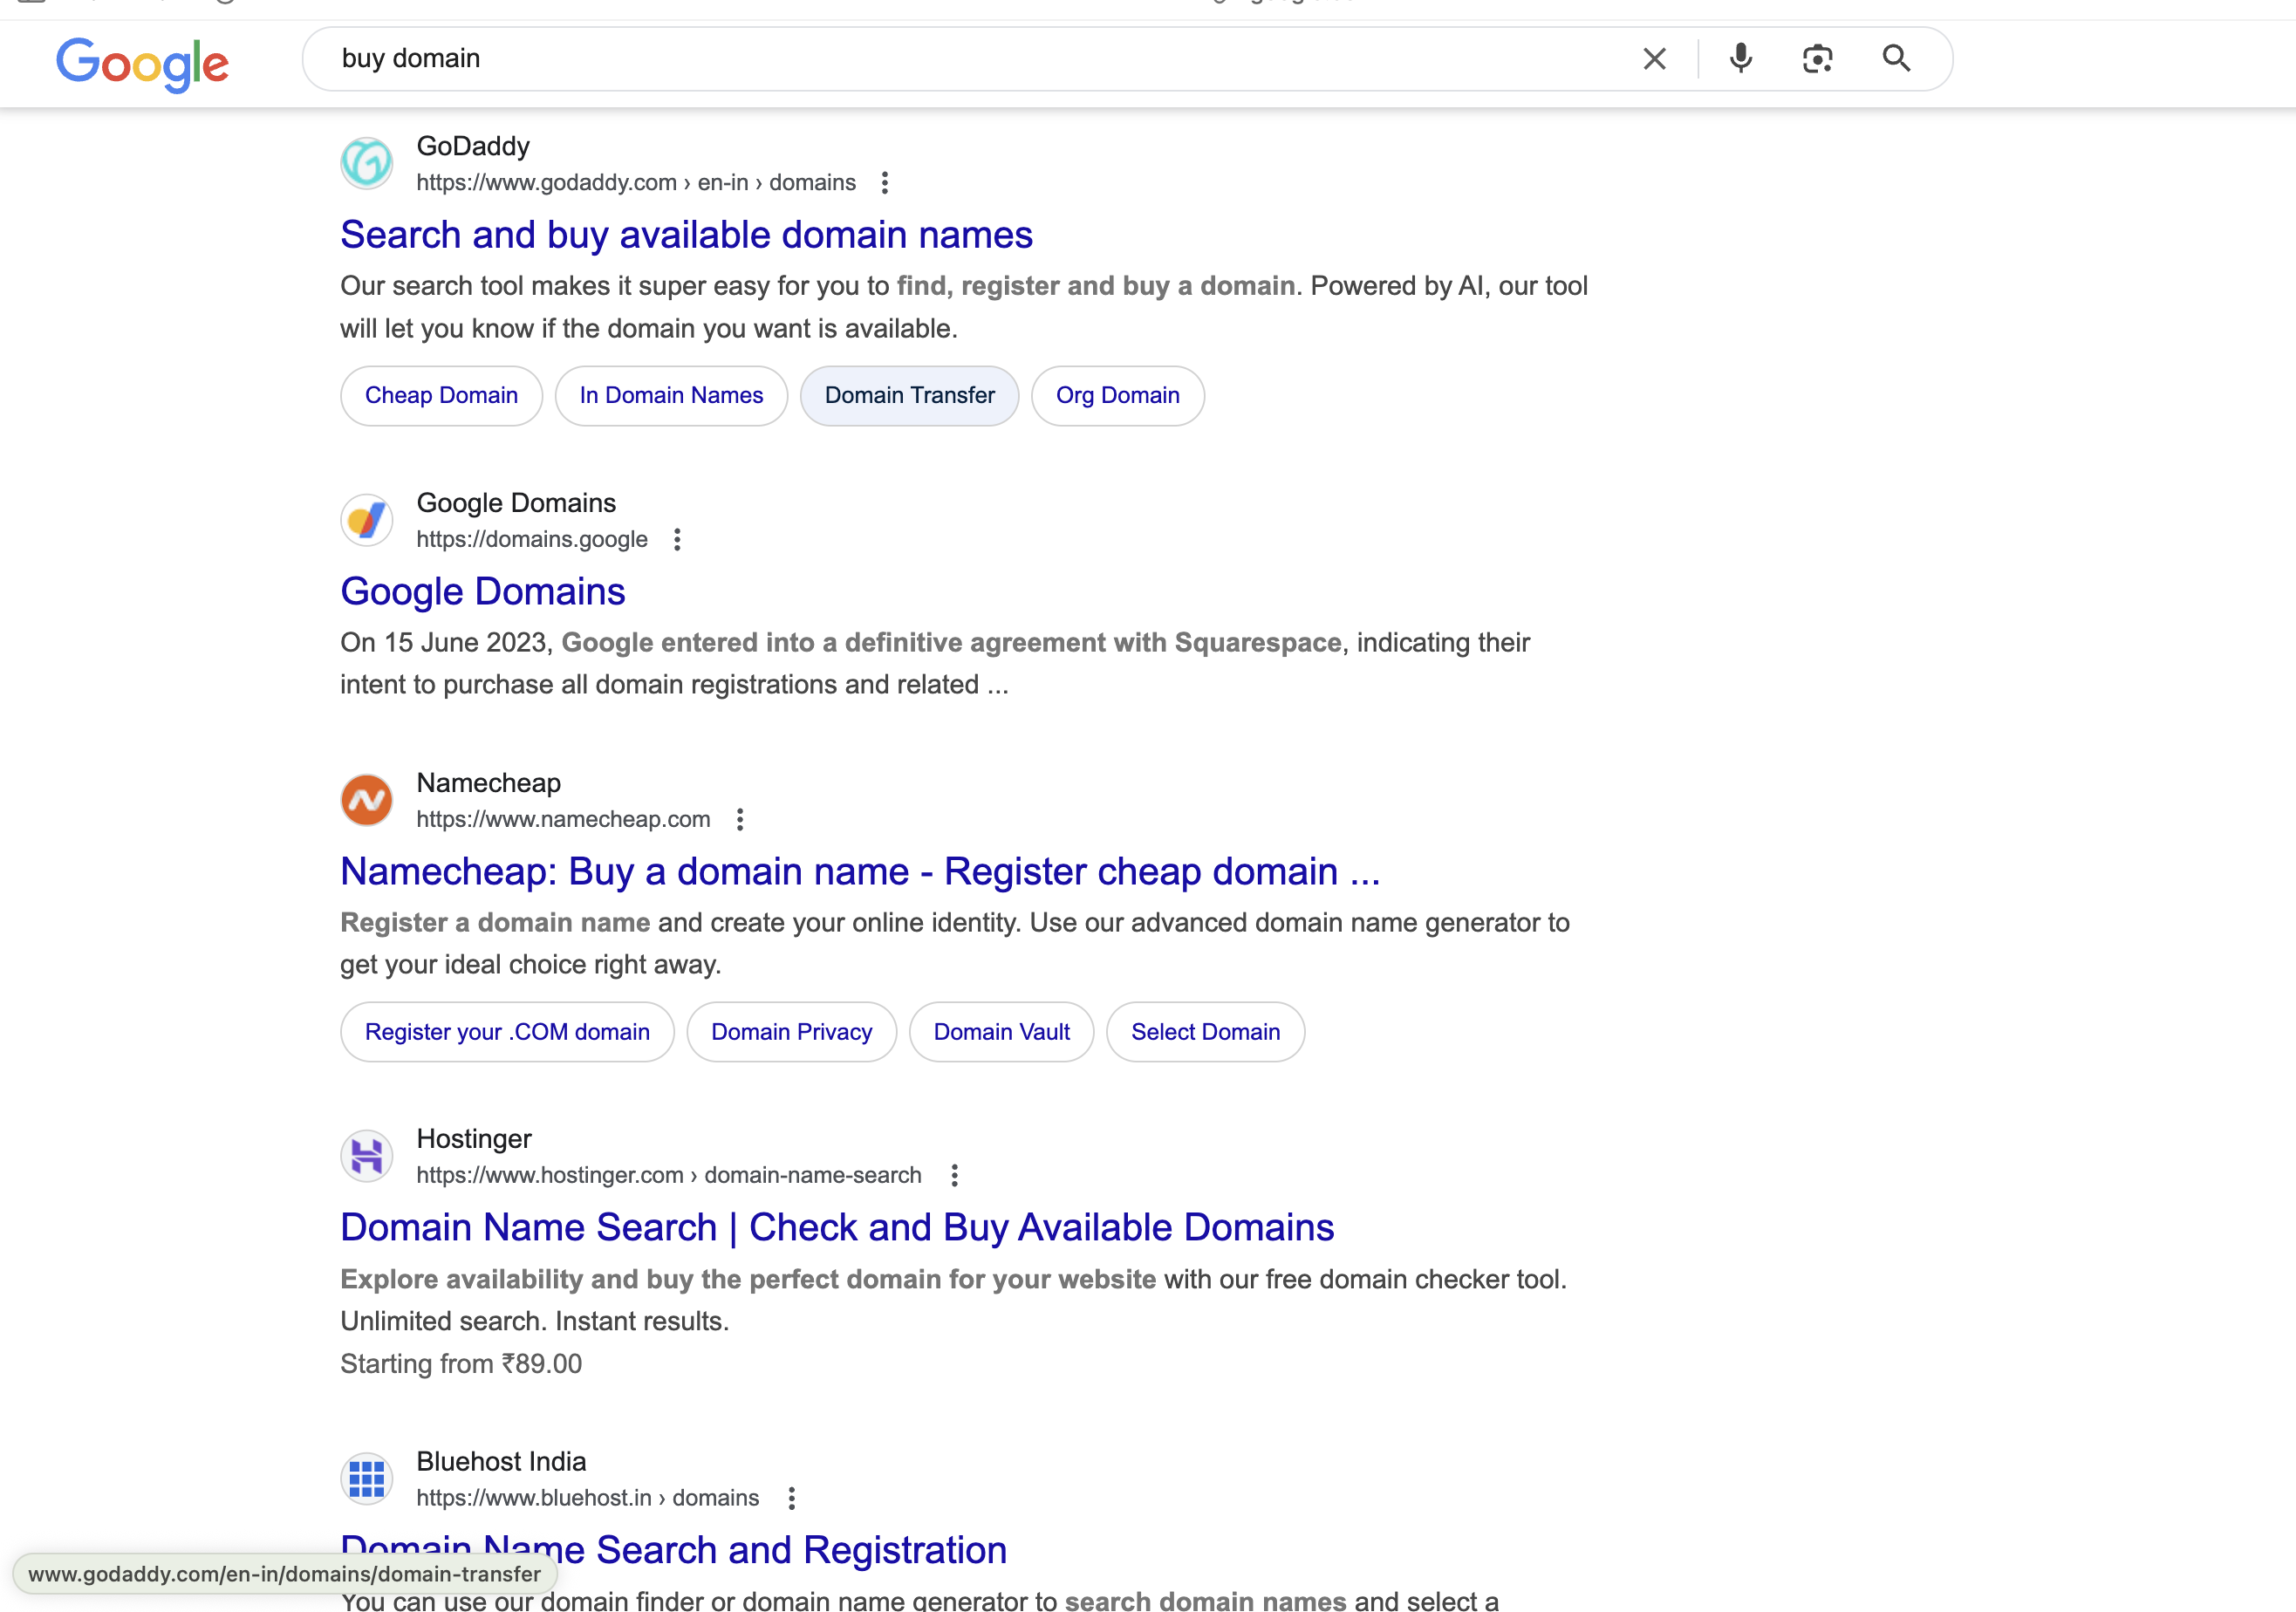 Google
buy domain
GoDaddy
https://www.godaddy.com › en-in › domains
Search and buy available domain names
Our search tool makes it super easy for you to find, register and buy a domain. Powered by AI, our tool
will let you know if the domain you want is available.
Cheap Domain
In Domain Names
Domain Transfer
Org Domain
Google Domains
https://domains.google
Google Domains
On 15 June 2023, Google entered into a definitive agreement with Squarespace, indicating their
intent to purchase all domain registrations and related ...
Namecheap
https://www.namecheap.com
Namecheap: Buy a domain name - Register cheap domain ...
Register a domain name and create your online identity. Use our advanced domain name generator to
get your ideal choice right away.
Register your .COM domain
Domain Privacy
Domain Vault
Select Domain
Hostinger
https://www.hostinger.com › domain-name-search
Domain Name Search | Check and Buy Available Domains
Explore availability and buy the perfect domain for your website with our free domain checker tool.
Unlimited search. Instant results.
Starting from ₹89.00
Bluehost India
https://www.bluehost.in › domains
Domain Name Search and Registration
www.godaddy.com/en-in/domains/domain-transfer
You can use our domain finder or domain name generator to search domain names and select a